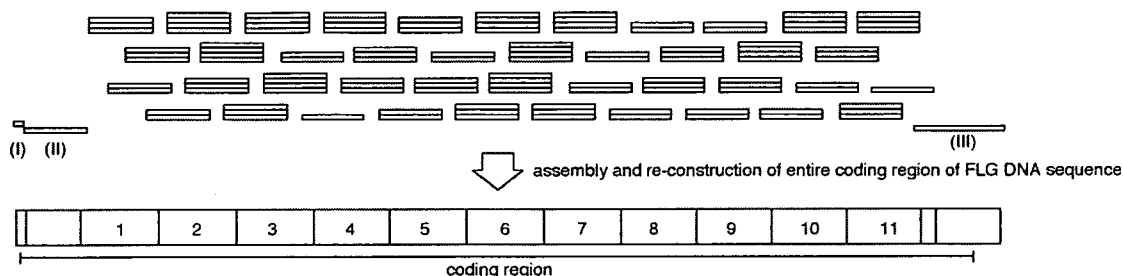 (I) (II) (III)
assembly and re-construction of entire coding region of FLG DNA sequence
1 2 3 4 5 6 7 8 9 10 11
coding region